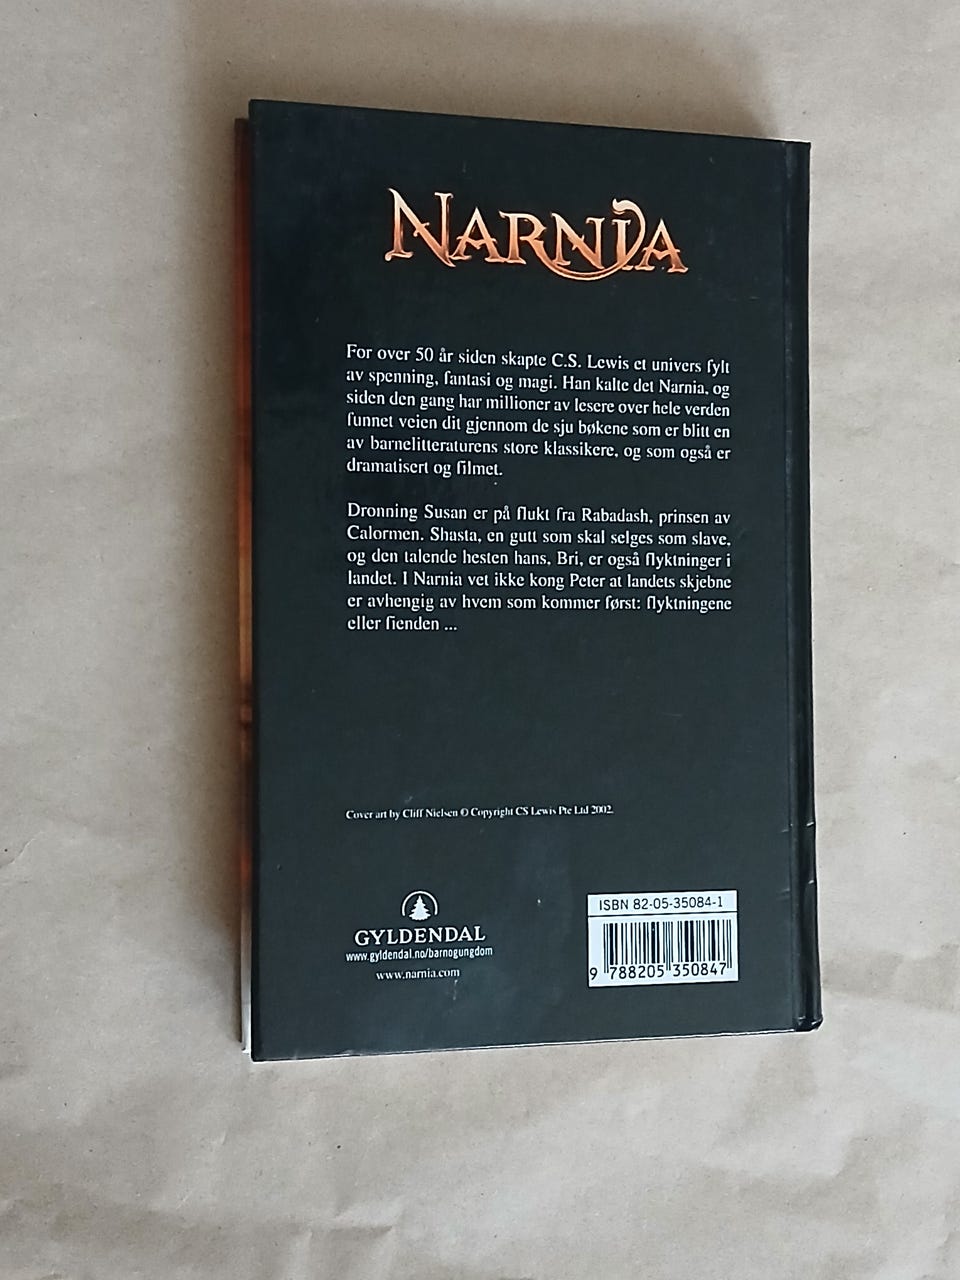 NARNIA
For over 50 år siden skapte C.S. Lewis et univers fylt
av spenning, fantasi og magi. Han kalte det Narnia, og
siden den gang har millioner av lesere over hele verden
funnet veien dit gjennom de sju bøkene som er blitt en
av barnelitteraturens store klassikere, og som også er
dramatisert og filmet.
Dronning Susan er på flukt fra Rabadash, prinsen av
Calormen. Shasta, en gutt som skal selges som slave,
og den talende hesten hans, Bri, er også flyktninger i
landet. I Narnia vet ikke kong Peter at landets skjebne
er avhengig av hvem som kommer først: flyktningene
eller fienden ...
Cover art by Cliff Nielsen © Copyright CS Lewis Pte Ltd 2002.
GYLDENDAL
www.gyldendal.no/barnogungdom
www.narnia.com
ISBN 82-05-35084-1
9 788205 350847